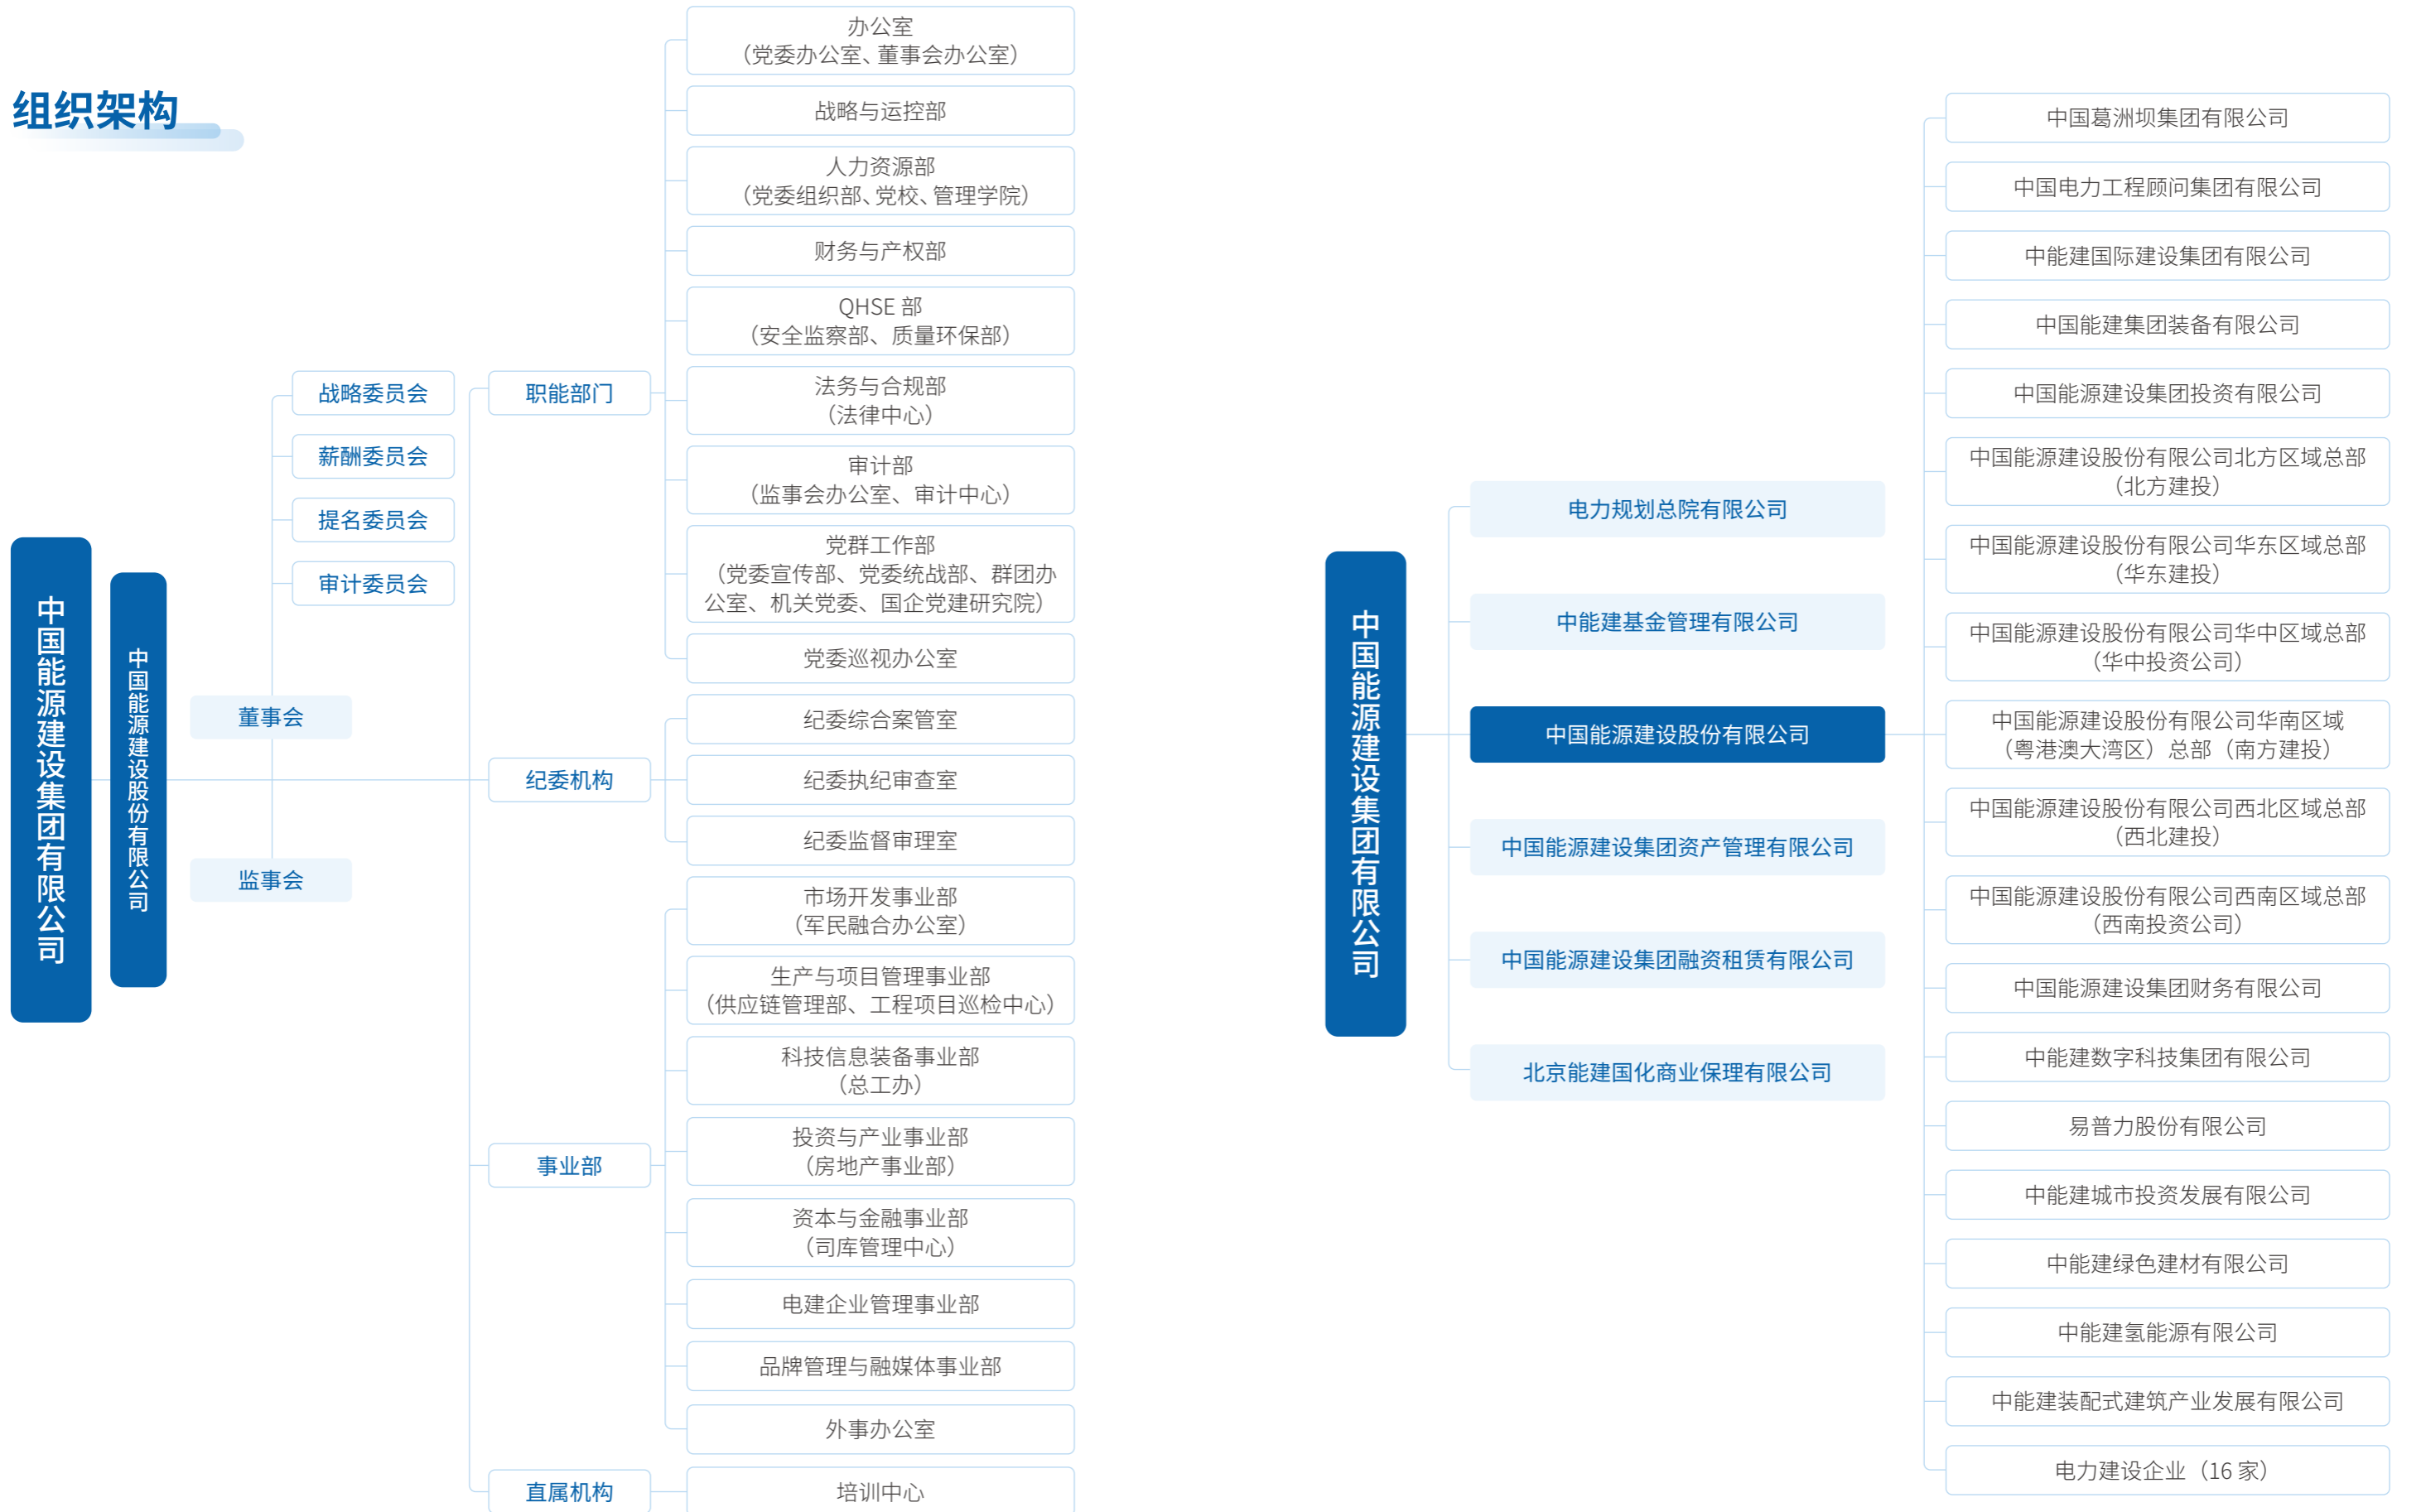 组织架构
中国能源建设集团有限公司
中国能源建设股份有限公司
董事会
监事会
战略委员会
薪酬委员会
提名委员会
审计委员会
职能部门
办公室
（党委办公室、董事会办公室）
战略与运控部
人力资源部
（党委组织部、党校、管理学院）
财务与产权部
QHSE 部
（安全监察部、质量环保部）
法务与合规部
（法律中心）
审计部
（监事会办公室、审计中心）
党群工作部
（党委宣传部、党委统战部、群团办
公室、机关党委、国企党建研究院）
党委巡视办公室
纪委机构
纪委综合案管室
纪委执纪审查室
纪委监督审理室
事业部
市场开发事业部
（军民融合办公室）
生产与项目管理事业部
（供应链管理部、工程项目巡检中心）
科技信息装备事业部
（总工办）
投资与产业事业部
（房地产事业部）
资本与金融事业部
（司库管理中心）
电建企业管理事业部
品牌管理与融媒体事业部
外事办公室
直属机构
培训中心
中国能源建设集团有限公司
电力规划总院有限公司
中能建基金管理有限公司
中国能源建设股份有限公司
中国能源建设集团资产管理有限公司
中国能源建设集团融资租赁有限公司
北京能建国化商业保理有限公司
中国葛洲坝集团有限公司
中国电力工程顾问集团有限公司
中能建国际建设集团有限公司
中国能建集团装备有限公司
中国能源建设集团投资有限公司
中国能源建设股份有限公司北方区域总部
（北方建投）
中国能源建设股份有限公司华东区域总部
（华东建投）
中国能源建设股份有限公司华中区域总部
（华中投资公司）
中国能源建设股份有限公司华南区域
（粤港澳大湾区）总部（南方建投）
中国能源建设股份有限公司西北区域总部
（西北建投）
中国能源建设股份有限公司西南区域总部
（西南投资公司）
中国能源建设集团财务有限公司
中能建数字科技集团有限公司
易普力股份有限公司
中能建城市投资发展有限公司
中能建绿色建材有限公司
中能建氢能源有限公司
中能建装配式建筑产业发展有限公司
电力建设企业（16 家）